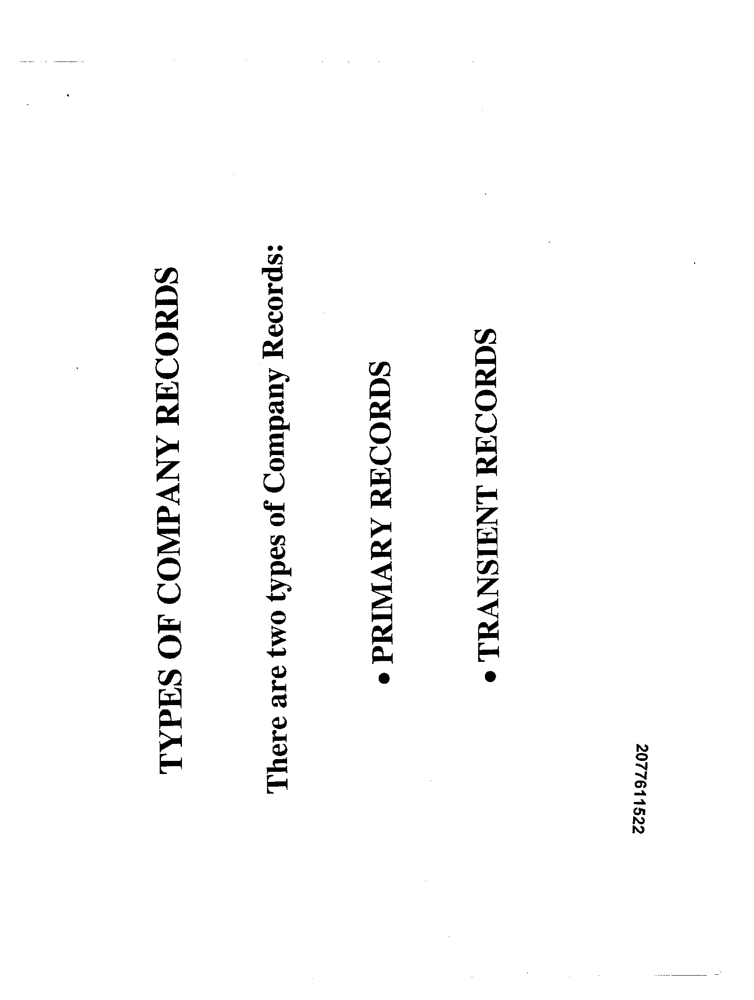 TYPES OF COMPANY RECORDS
There are two types of Company Records:
• PRIMARY RECORDS
• TRANSIENT RECORDS
2077611522